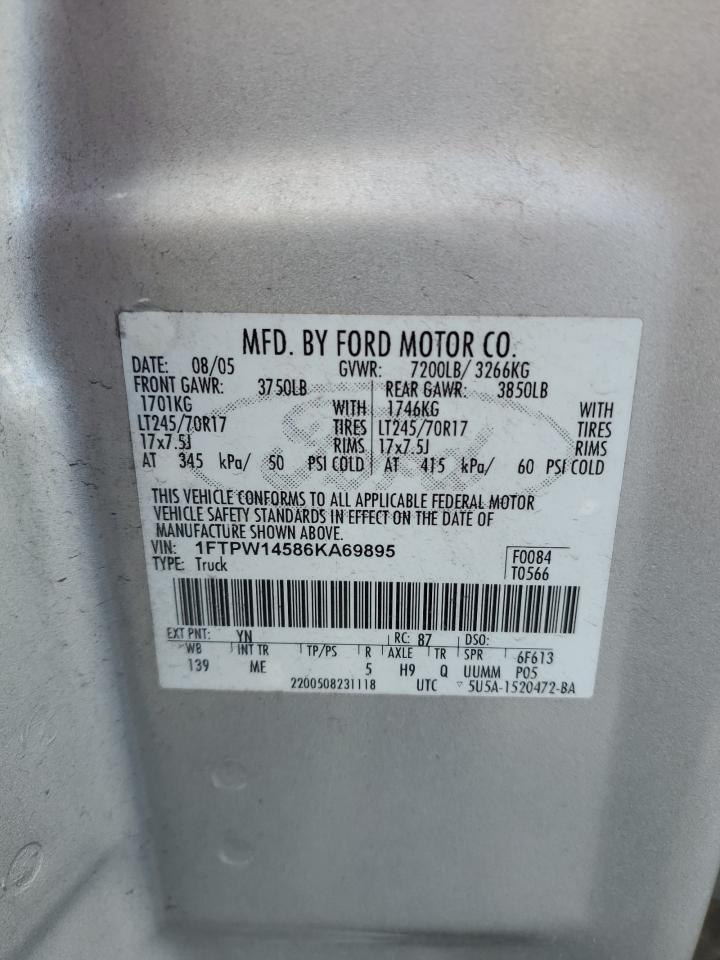 MFD. BY FORD MOTOR CO.
DATE: 08/05 GVWR: 7200LB/ 3266KG
FRONT GAWR: 3750LB REAR GAWR: 3850LB
1701KG WITH 1746KG WITH
LT245/70R17 TIRES LT245/70R17 TIRES
17x7.5J RIMS 17x7.5J RIMS
AT 345 kPa/ 50 PSI COLD AT 415 kPa/ 60 PSI COLD
THIS VEHICLE CONFORMS TO ALL APPLICABLE FEDERAL MOTOR
VEHICLE SAFETY STANDARDS IN EFFECT ON THE DATE OF
MANUFACTURE SHOWN ABOVE.
VIN: 1FTPW14586KA69895 F0084
TYPE: Truck T0566
EXT PNT: YN RC: 87 DSO:
WB INT TR TP/PS R AXLE TR SPR 6F613
139 ME 5 H9 Q UUMM P05
2200508231118 UTC ▽ 5U5A-1520472-BA
Ford